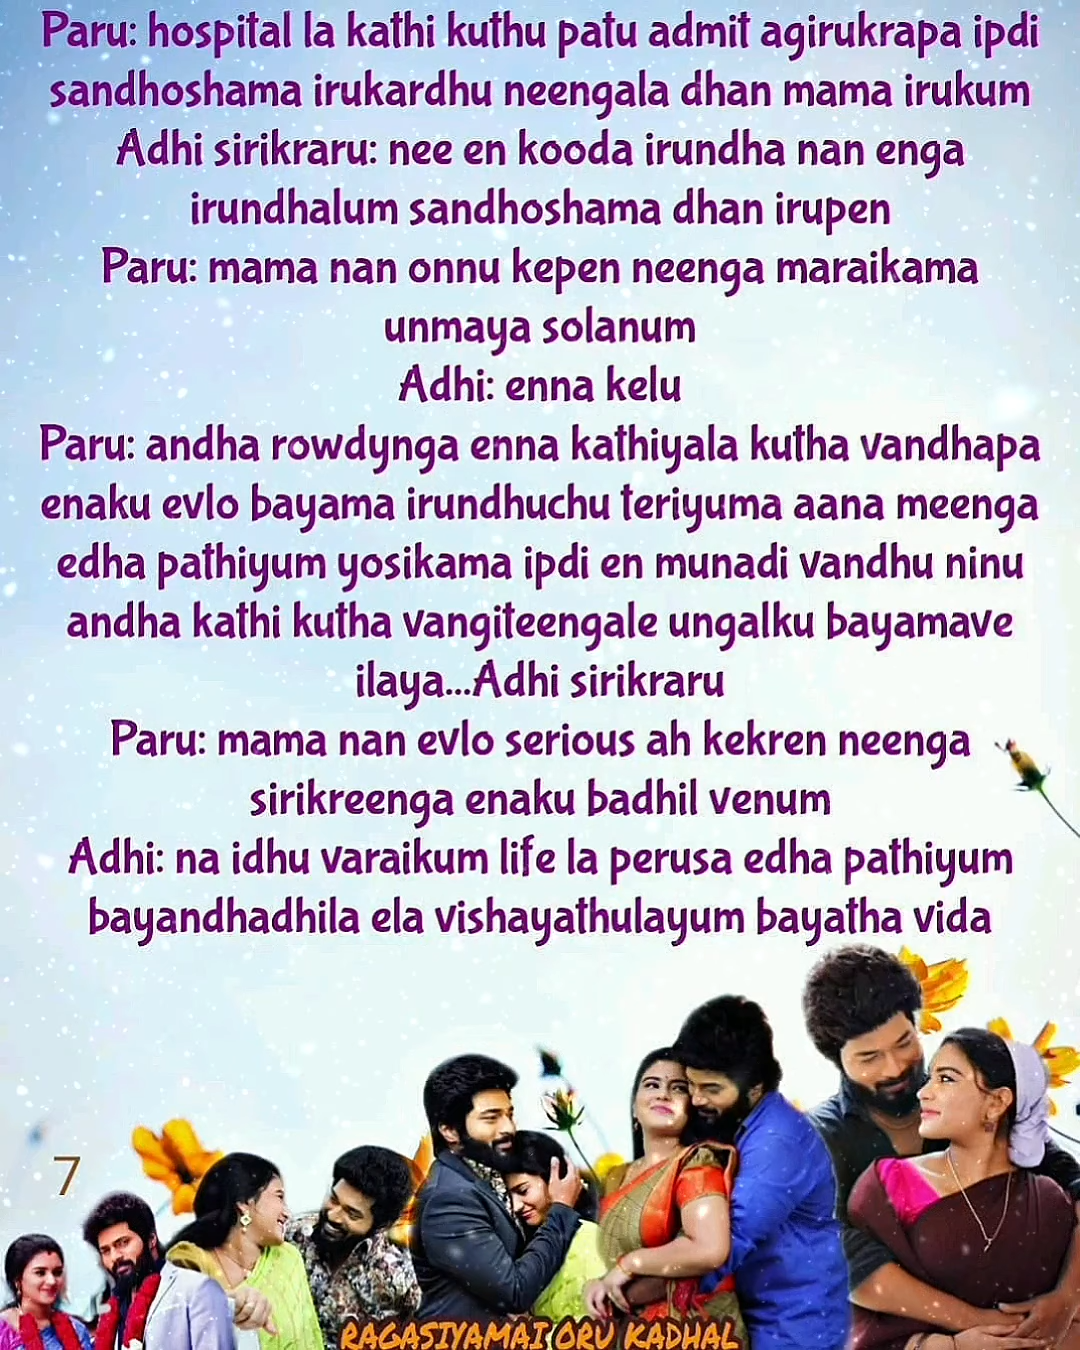 Paru: hospital la kathi kuthu patu admit agirukrapa ipdi
sandhoshama irukardhu neengala dhan mama irukum
Adhi sirikraru: nee en kooda irundha nan enga
irundhalum sandhoshama dhan irupen
Paru: mama nan onnu kepen neenga maraikama
unmaya solanum
Adhi: enna kelu
Paru: andha rowdynga enna kathiyala kutha vandhapa
enaku evlo bayama irundhuchu teriyuma aana meenga
edha pathiyum yosikama ipdi en munadi vandhu ninu
andha kathi kutha vangiteengale ungalku bayamave
ilaya...Adhi sirikraru
Paru: mama nan evlo serious ah kekren neenga
sirikreenga enaku badhil venum
Adhi: na idhu varaikum life la perusa edha pathiyum
bayandhadhila ela vishayathulayum bayatha vida
7
RAGASIYAMAI ORU KADHAL